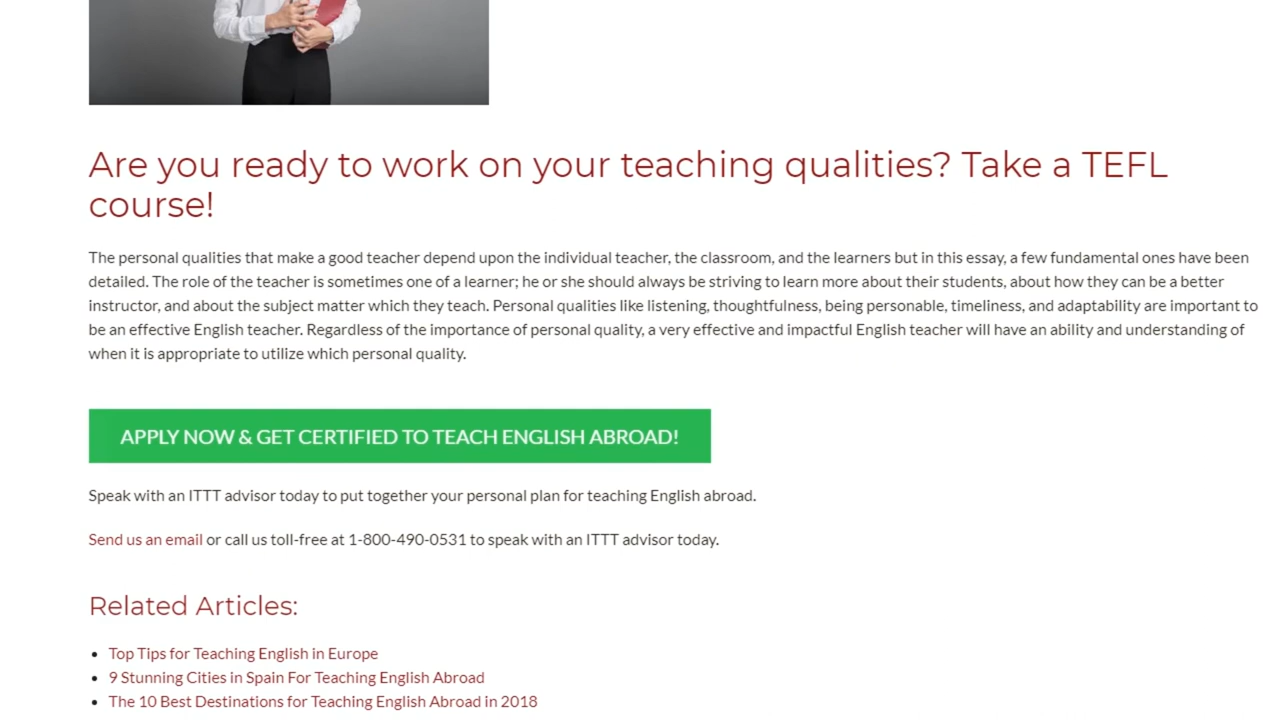 Are you ready to work on your teaching qualities? Take a TEFL
course!
The personal qualities that make a good teacher depend upon the individual teacher, the classroom, and the learners but in this essay, a few fundamental ones have been
detailed. The role of the teacher is sometimes one of a learner; he or she should always be striving to learn more about their students, about how they can be a better
instructor, and about the subject matter which they teach. Personal qualities like listening, thoughtfulness, being personable, timeliness, and adaptability are important to
be an effective English teacher. Regardless of the importance of personal quality, a very effective and impactful English teacher will have an ability and understanding of
when it is appropriate to utilize which personal quality.
APPLY NOW & GET CERTIFIED TO TEACH ENGLISH ABROAD!
Speak with an ITTT advisor today to put together your personal plan for teaching English abroad.
Send us an email or call us toll-free at 1-800-490-0531 to speak with an ITTT advisor today.
Related Articles:
• Top Tips for Teaching English in Europe
• 9 Stunning Cities in Spain For Teaching English Abroad
• The 10 Best Destinations for Teaching English Abroad in 2018